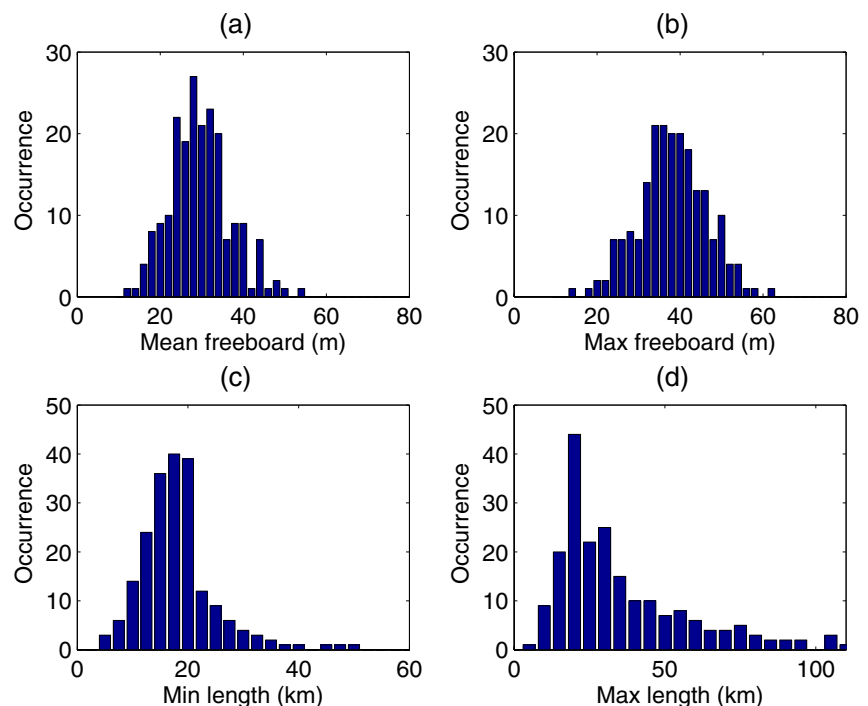 (a)
30
20
10
0
Occurrence
0 20 40 60 80
Mean freeboard (m)
(b)
30
20
10
0
Occurrence
0 20 40 60 80
Max freeboard (m)
(c)
50
40
30
20
10
0
Occurrence
0 20 40 60
Min length (km)
(d)
50
40
30
20
10
0
Occurrence
0 50 100
Max length (km)